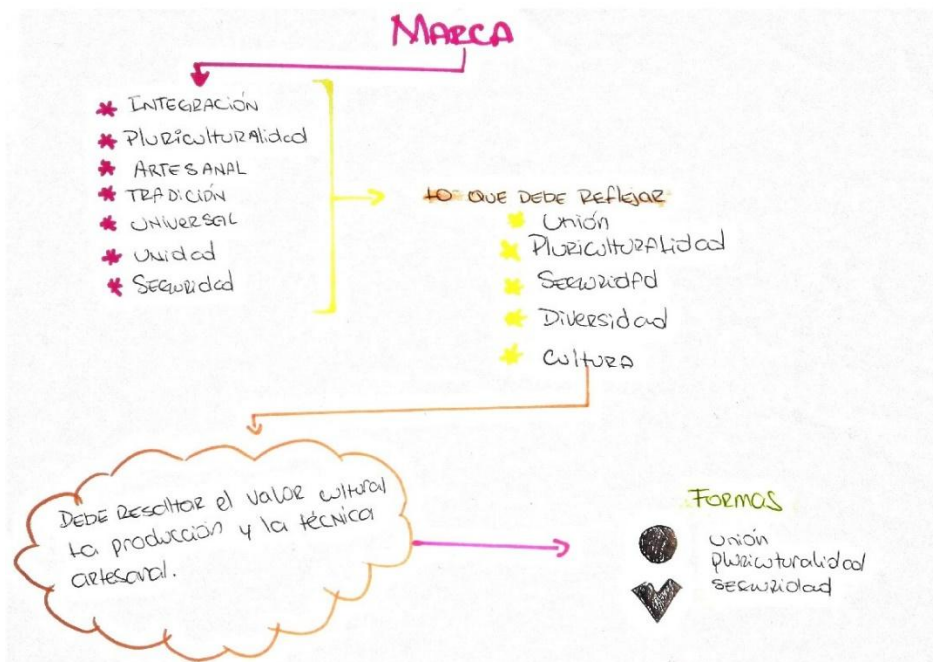 MARCA
INTEGRACIÓN
PluRiculturAlidad
ARTESANAL
TRADICIÓN
UNIVERSAL
UNIdad
SEGURIdad
LO QUE DEBE REFlEjAR
UNIÓN
PLURICULTURALidad
SEGURIDAD
DIVERSIdad
CULTURA
DEBE RESALTAR el VALOR cultural
LA producción y la técnica
artesanal.
FORMAS
unión
pluricuturalidad
SEGURIDAD